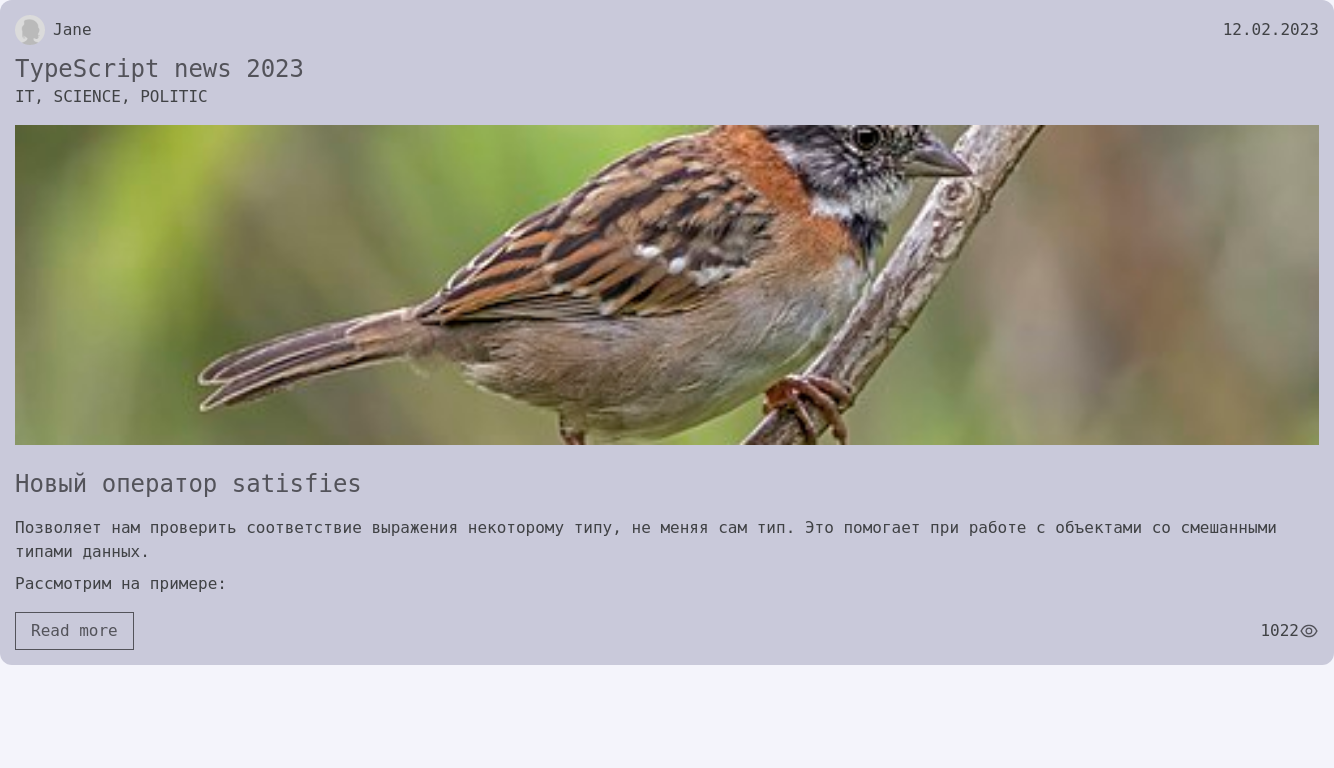 Jane
12.02.2023
TypeScript news 2023
IT, SCIENCE, POLITIC
Новый оператор satisfies
Позволяет нам проверить соответствие выражения некоторому типу, не меняя сам тип. Это помогает при работе с объектами со смешанными
типами данных.
Рассмотрим на примере:
Read more
1022